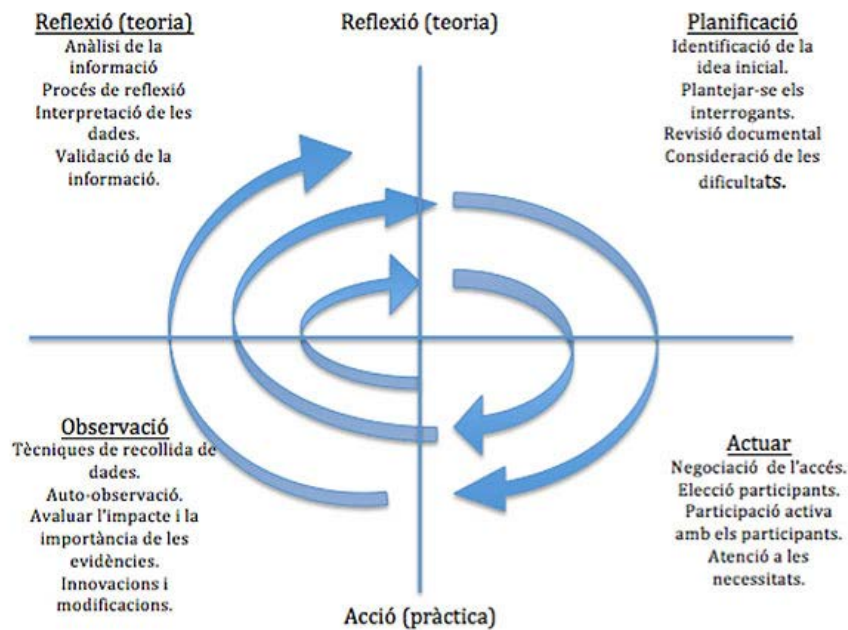 Reflexió (teoria)
Anàlisi de la
informació
Procés de reflexió
Interpretació de les
dades.
Validació de la
informació.
Reflexió (teoria)
Planificació
Identificació de la
idea inicial.
Plantejar-se els
interrogants.
Revisió documental
Consideració de les
dificultats.
Observació
Tècniques de recollida de
dades.
Auto-observació.
Avaluar l'impacte i la
importància de les
evidències.
Innovacions i
modificacions.
Actuar
Negociació de l'accés.
Elecció participants.
Participació activa
amb els participants.
Atenció a les
necessitats.
Acció (pràctica)